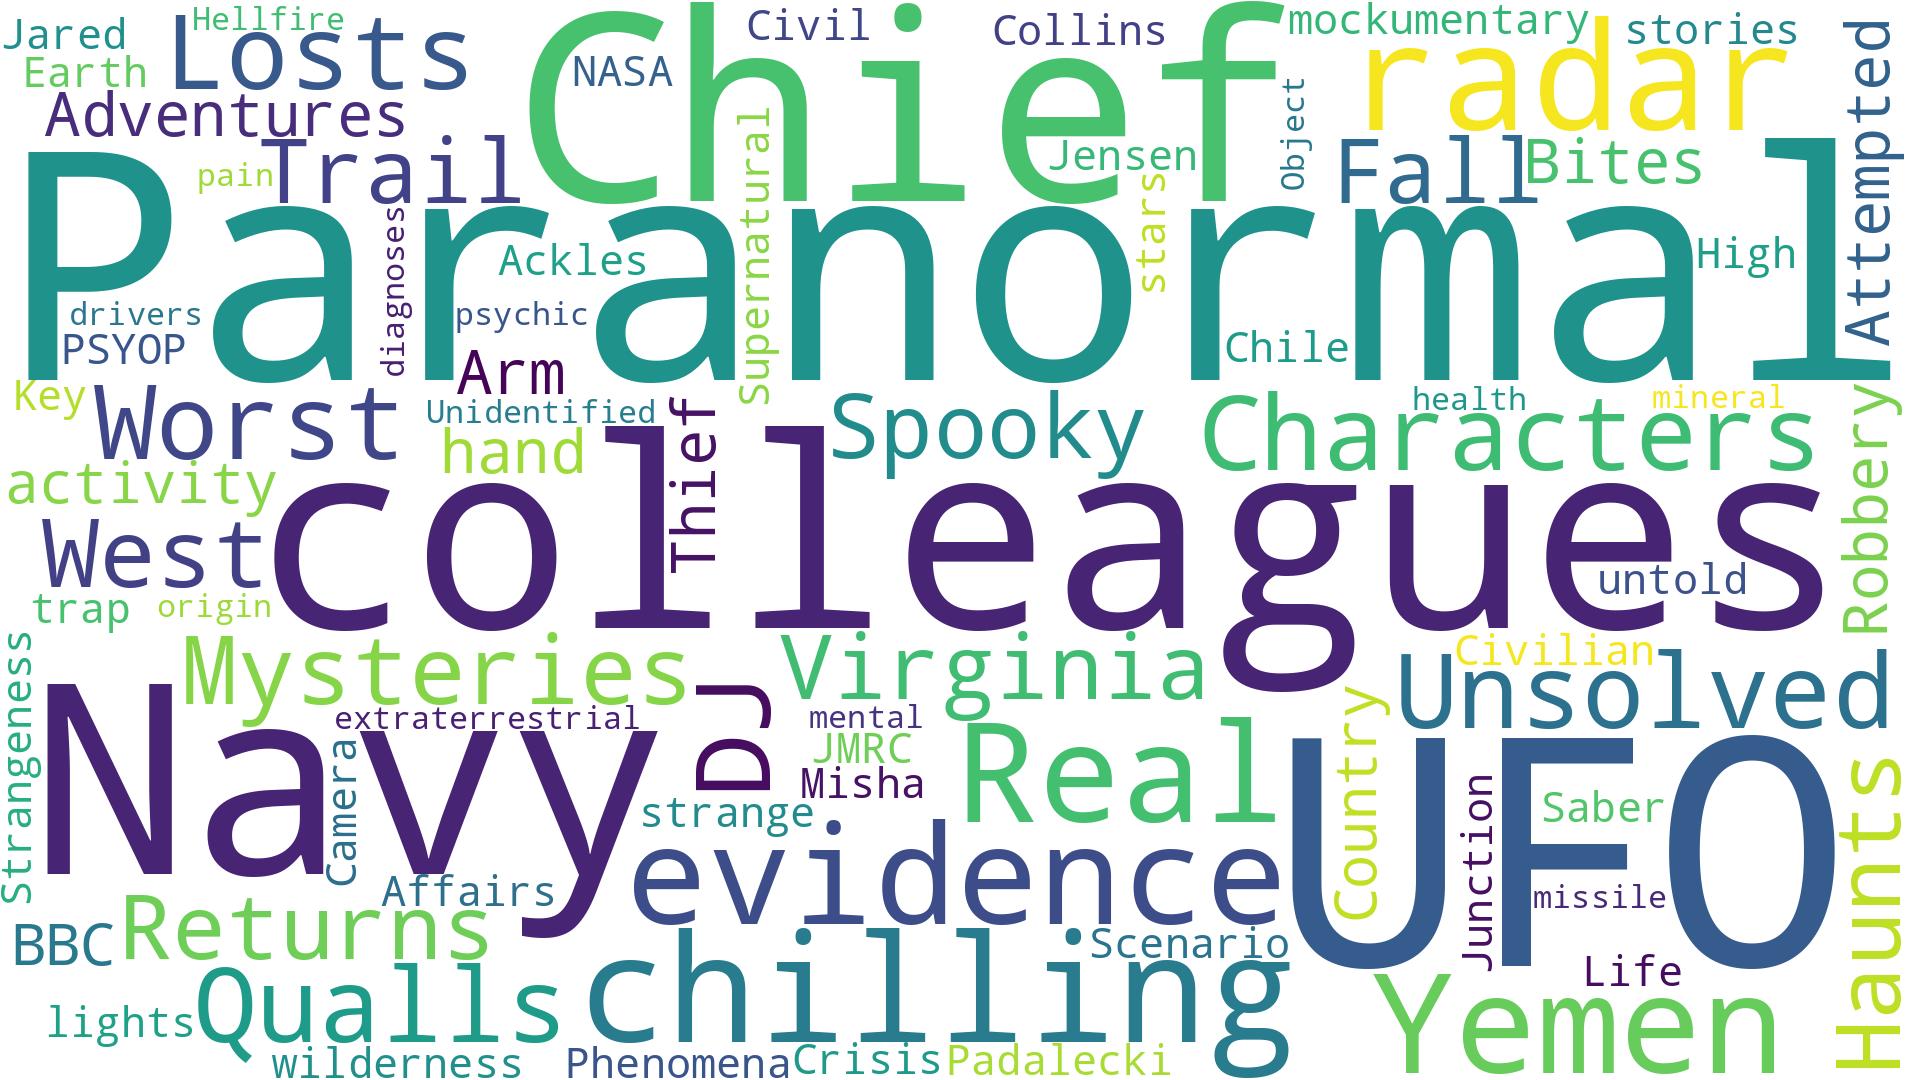 Jared
Hellfire
Losts
Chief
Civil
Collins
mockumentary
stories
Attempted
Earth
NASA
radar
Adventures
Supernatural
Object
pain
Trail
Jensen
stars
Fall
Bites
Paranormal
diagnoses
Ackles
High
drivers
psychic
PSYOP
Chile
Key
Worst
Arm
Unidentified
hand
Thief
Spooky
Characters
health
mineral
Robbery
activity
colleagues
West
untold
trap
origin
Strangeness
Mysteries
Virginia
Civilian
Unsolved
Navy
extraterrestrial
Camera
DJ
mental
JMRC
Misha
strange
Real
Country
UFO
Junction
Saber
Haunts
Affairs
evidence
missile
BBC
Returns
Scenario
Life
lights
Qualls
chilling
Yemen
wilderness
Phenomena
Crisis
Padalecki